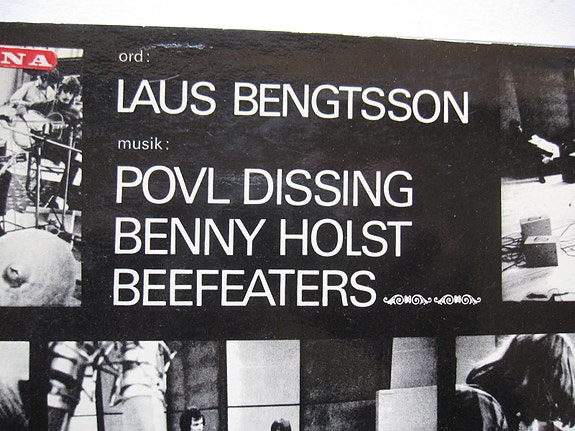 NA
ord:
LAUS BENGTSSON
musik:
POVL DISSING
BENNY HOLST
BEEFEATERS